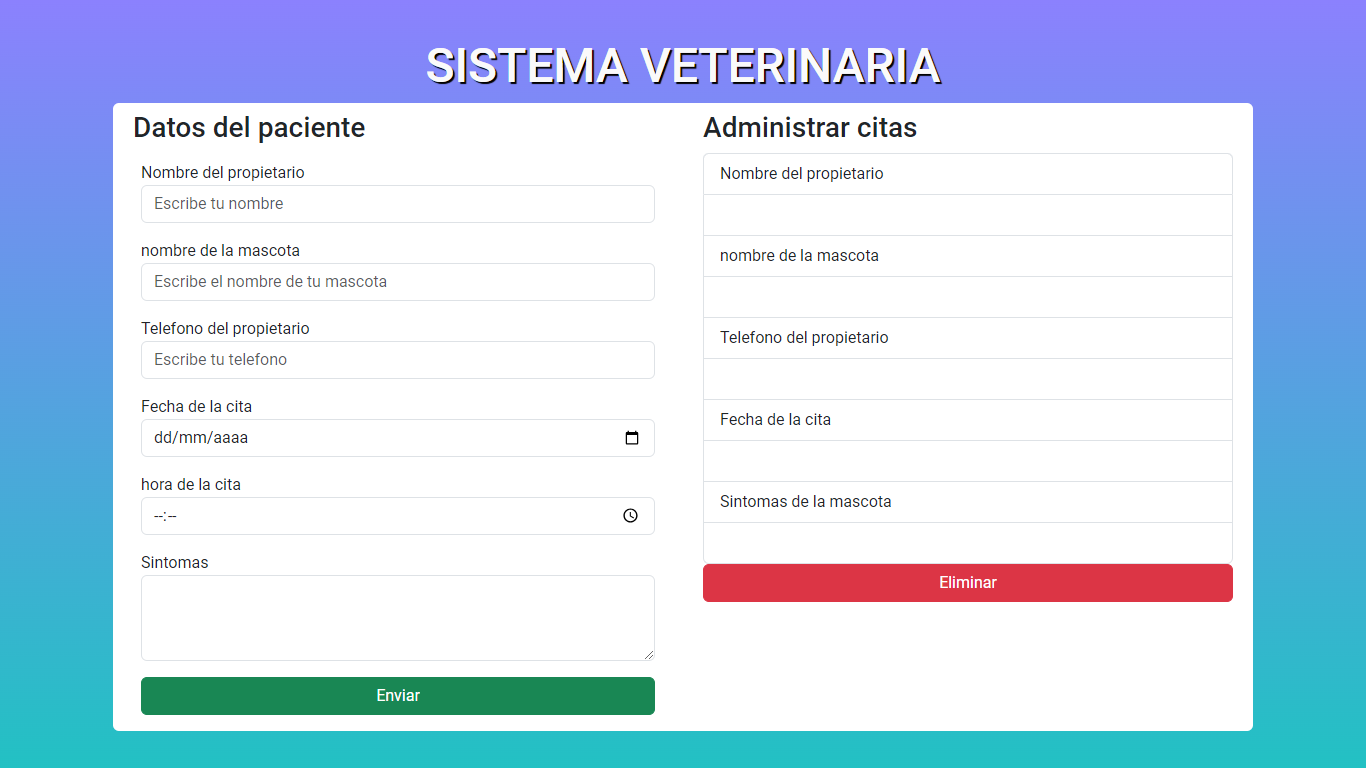 SISTEMA VETERINARIA
Datos del paciente
Nombre del propietario
Escribe tu nombre
nombre de la mascota
Escribe el nombre de tu mascota
Telefono del propietario
Escribe tu telefono
Fecha de la cita
dd/mm/aaaa
hora de la cita
--:--
Sintomas
Enviar
Administrar citas
Nombre del propietario
nombre de la mascota
Telefono del propietario
Fecha de la cita
Sintomas de la mascota
Eliminar